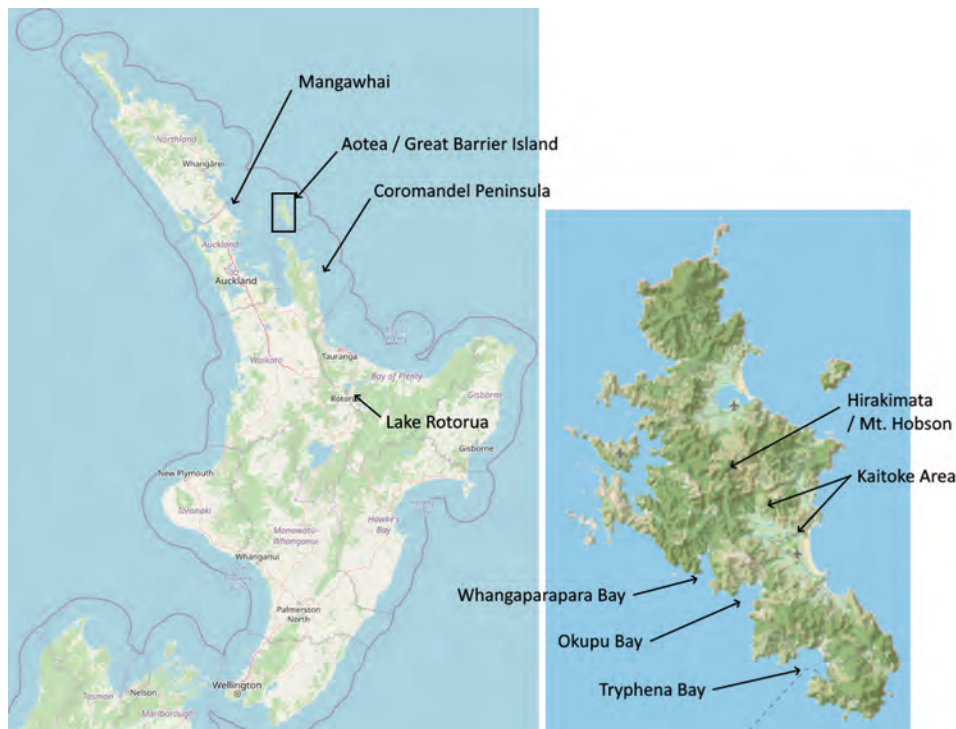 Mangawhai
Northland
Whangārei
Aotea / Great Barrier Island
Coromandel Peninsula
Auckland
Auckland
Waikato
Tauranga
Bay of Plenty
Lake Rotorua
Gisborne
Gisborne
New Plymouth
Taranaki
Hawke's
Bay
Manawatū-
Whanganui
Whanganui
Palmerston
North
Wellington
Nelson
Tasman
Marlborough
Hirakimata
/ Mt. Hobson
Kaitoke Area
Whangaparapara Bay
Okupu Bay
Tryphena Bay